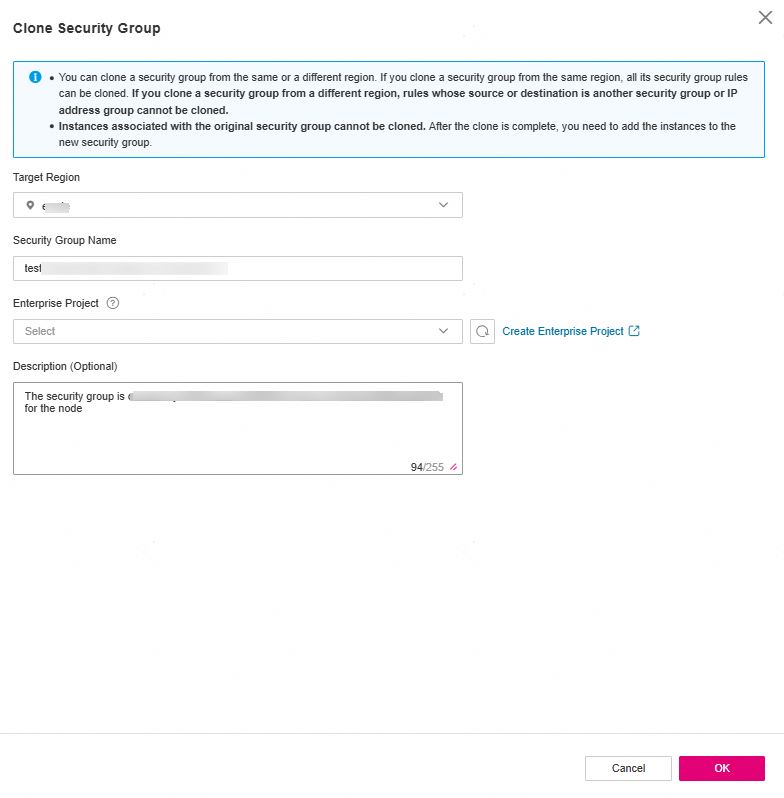 Clone Security Group
• You can clone a security group from the same or a different region. If you clone a security group from the same region, all its security group rules
can be cloned. If you clone a security group from a different region, rules whose source or destination is another security group or IP
address group cannot be cloned.
• Instances associated with the original security group cannot be cloned. After the clone is complete, you need to add the instances to the
new security group.
Target Region
Security Group Name
test
Enterprise Project ?
Select
Create Enterprise Project
Description (Optional)
The security group is
for the node
94/255
Cancel
OK